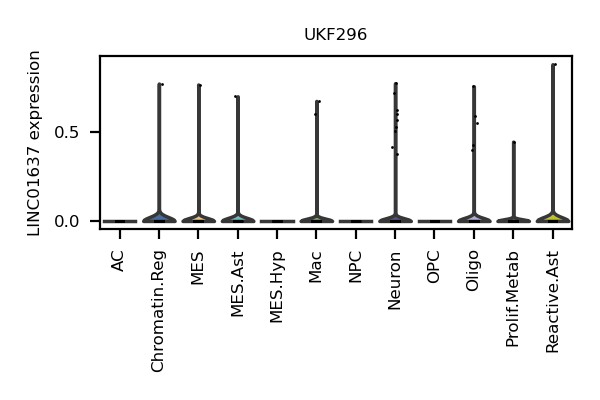 UKF296
LINC01637 expression
0.5
0.0
AC
Chromatin.Reg
MES
MES.Ast
MES.Hyp
Mac
NPC
Neuron
OPC
Oligo
Prolif.Metab
Reactive.Ast